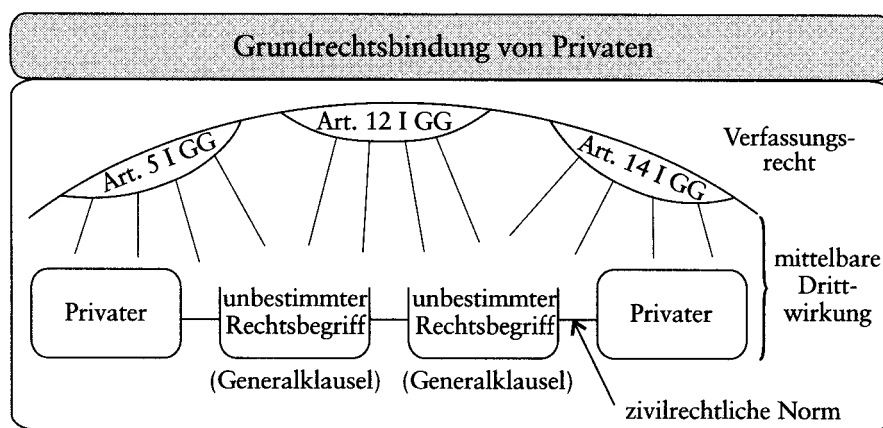 Grundrechtsbindung von Privaten
Art. 5 I GG
Art. 12 I GG
Art. 14 I GG
Verfassungs-
recht
Privater
unbestimmter
Rechtsbegriff
(Generalklausel)
unbestimmter
Rechtsbegriff
(Generalklausel)
Privater
mittelbare
Dritt-
wirkung
zivilrechtliche Norm